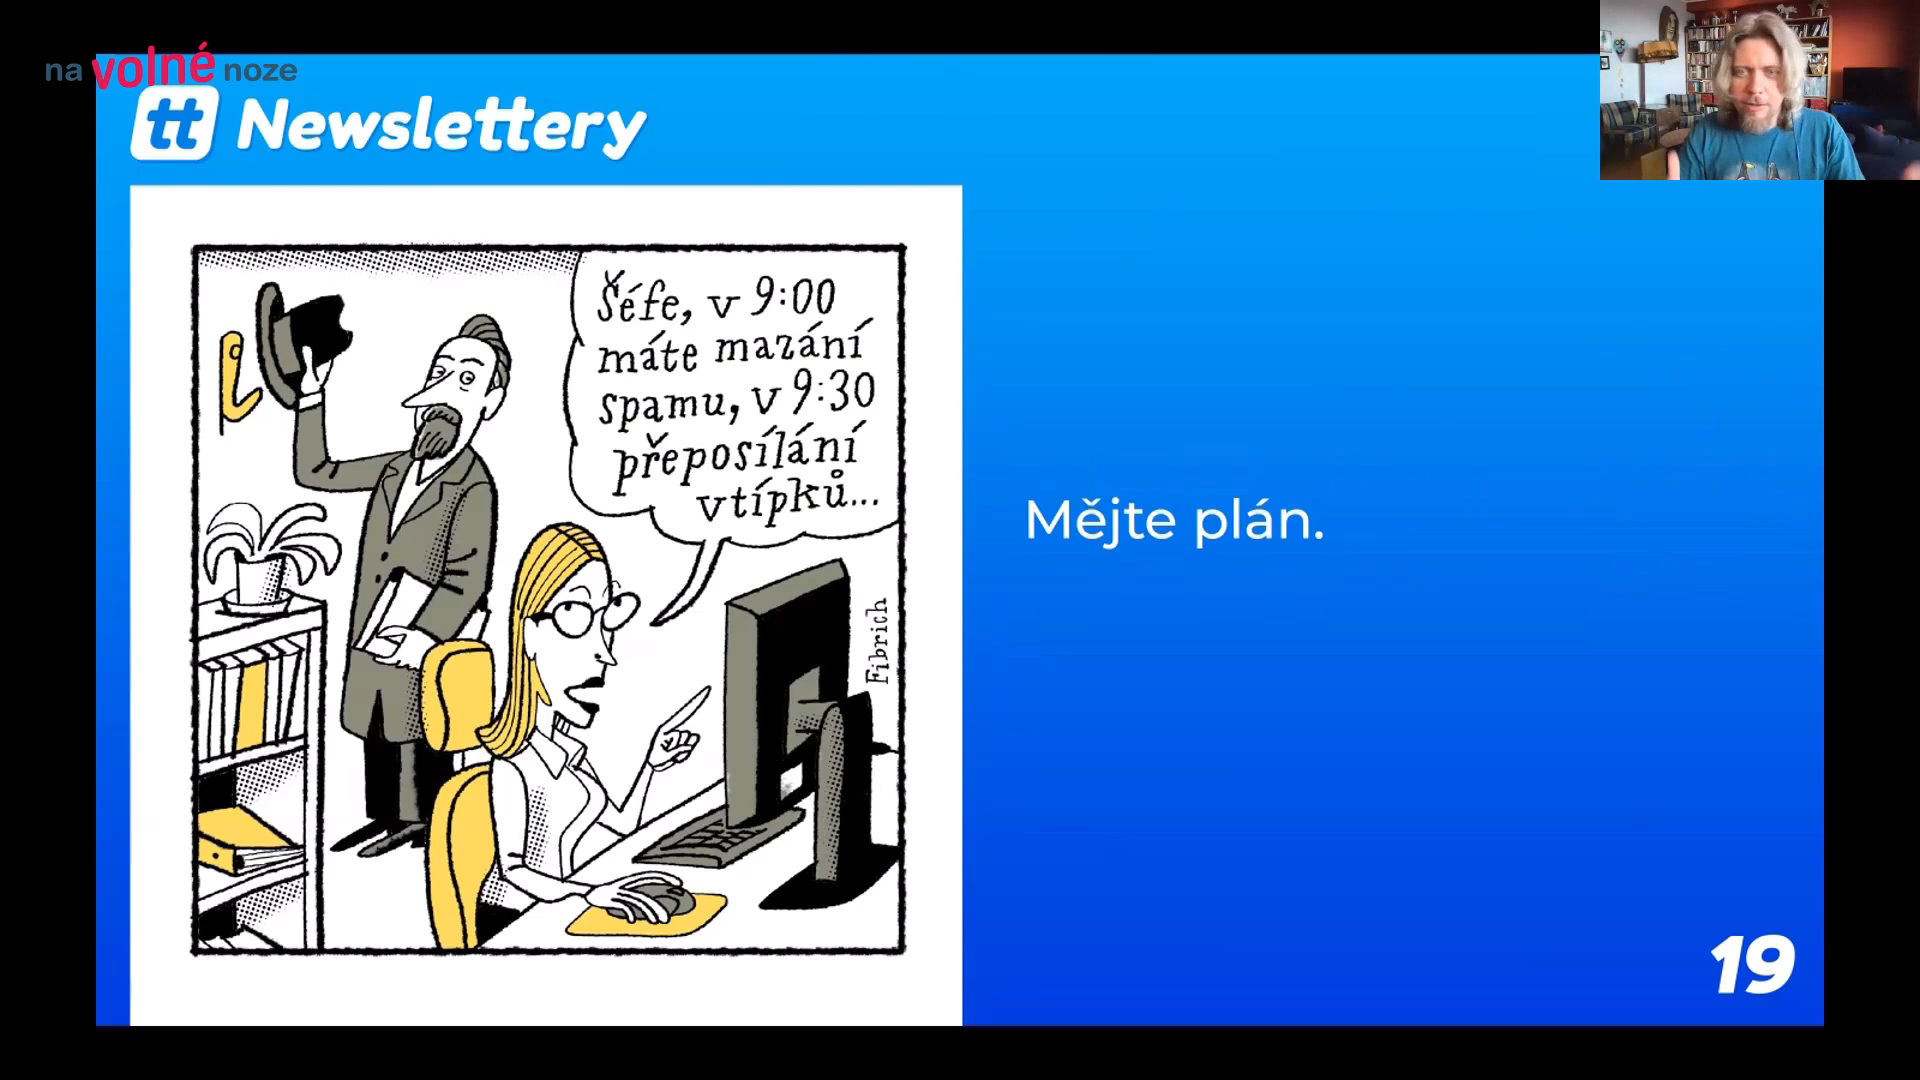 na volné noze
tt Newslettery
Šéfe, v 9:00
máte mazání
spamu, v 9:30
přeposílání
vtípků...
Fibrich
Mějte plán.
19